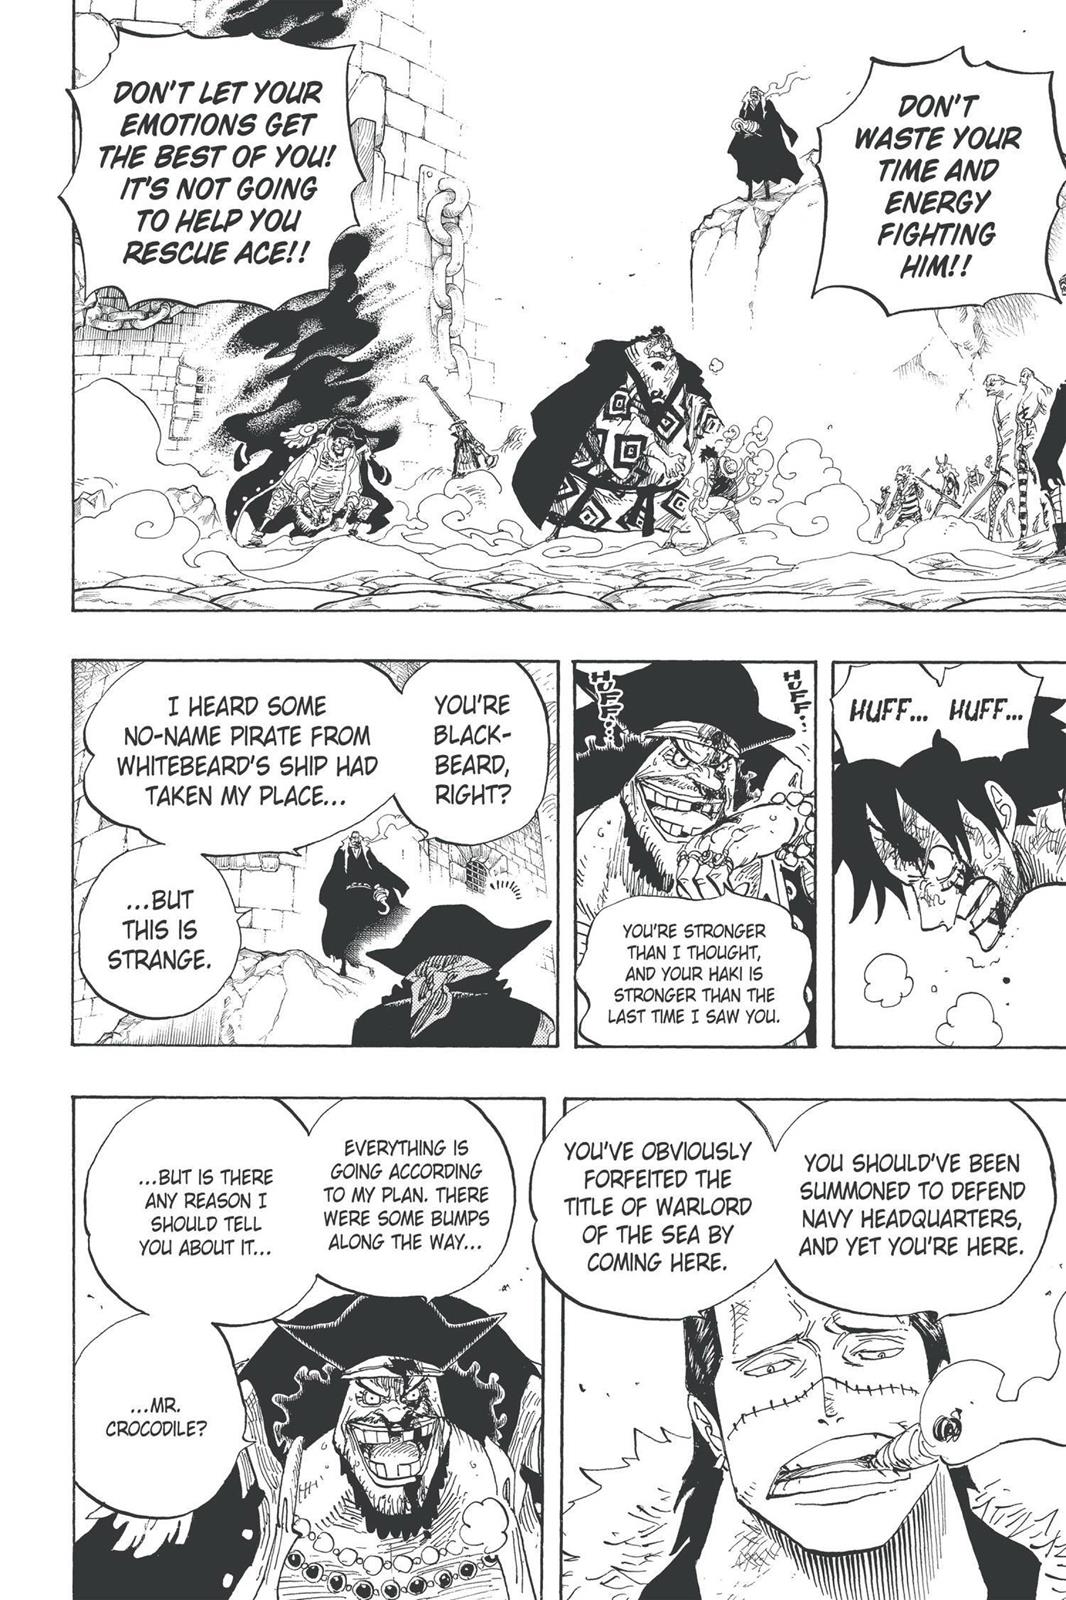 DON'T
WASTE YOUR
TIME AND
ENERGY
FIGHTING
HIM!!
DON'T LET YOUR
EMOTIONS GET
THE BEST OF YOU!
IT'S NOT GOING
TO HELP YOU
RESCUE ACE!!
HUFF... HUFF...
HUFF...
HUFF...
YOU'RE STRONGER
THAN I THOUGHT,
AND YOUR HAKI IS
STRONGER THAN THE
LAST TIME I SAW YOU.
YOU'RE
BLACK-
BEARD,
RIGHT?
I HEARD SOME
NO-NAME PIRATE FROM
WHITEBEARD'S SHIP HAD
TAKEN MY PLACE...
...BUT
THIS IS
STRANGE.
YOU SHOULD'VE BEEN
SUMMONED TO DEFEND
NAVY HEADQUARTERS,
AND YET YOU'RE HERE.
YOU'VE OBVIOUSLY
FORFEITED THE
TITLE OF WARLORD
OF THE SEA BY
COMING HERE.
EVERYTHING IS
GOING ACCORDING
TO MY PLAN. THERE
WERE SOME BUMPS
ALONG THE WAY...
...BUT IS THERE
ANY REASON I
SHOULD TELL
YOU ABOUT IT...
...MR.
CROCODILE?